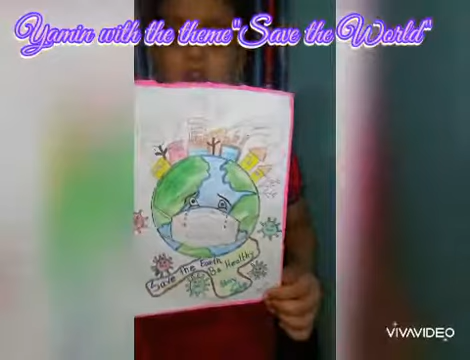 Yamin with the theme"Save the World"
Save the Earth
Be Healthy
VIVAVIDEO